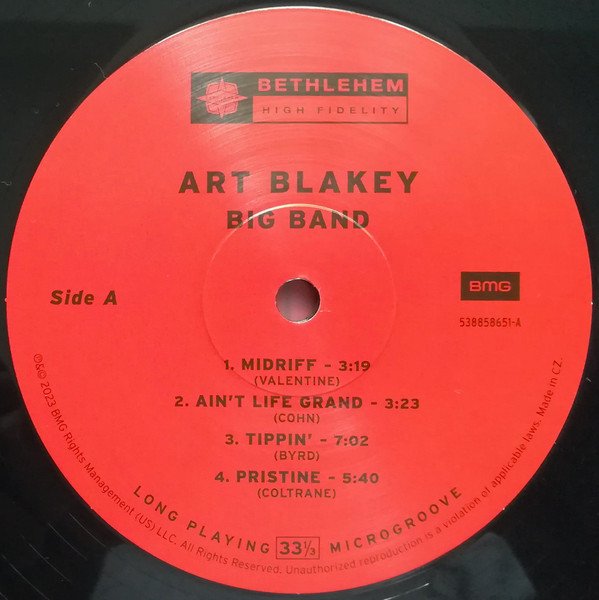 BETHLEHEM
HIGH FIDELITY
ART BLAKEY
BIG BAND
Side A
BMG
538858651-A
1. MIDRIFF - 3:19
(VALENTINE)
2. AIN'T LIFE GRAND - 3:23
(COHN)
3. TIPPIN' - 7:02
(BYRD)
4. PRISTINE - 5:40
(COLTRANE)
LONG PLAYING 33⅓ MICROGROOVE
℗&© 2023 BMG Rights Management (US) LLC. All Rights Reserved. Unauthorized reproduction is a violation of applicable laws. Made in CZ.